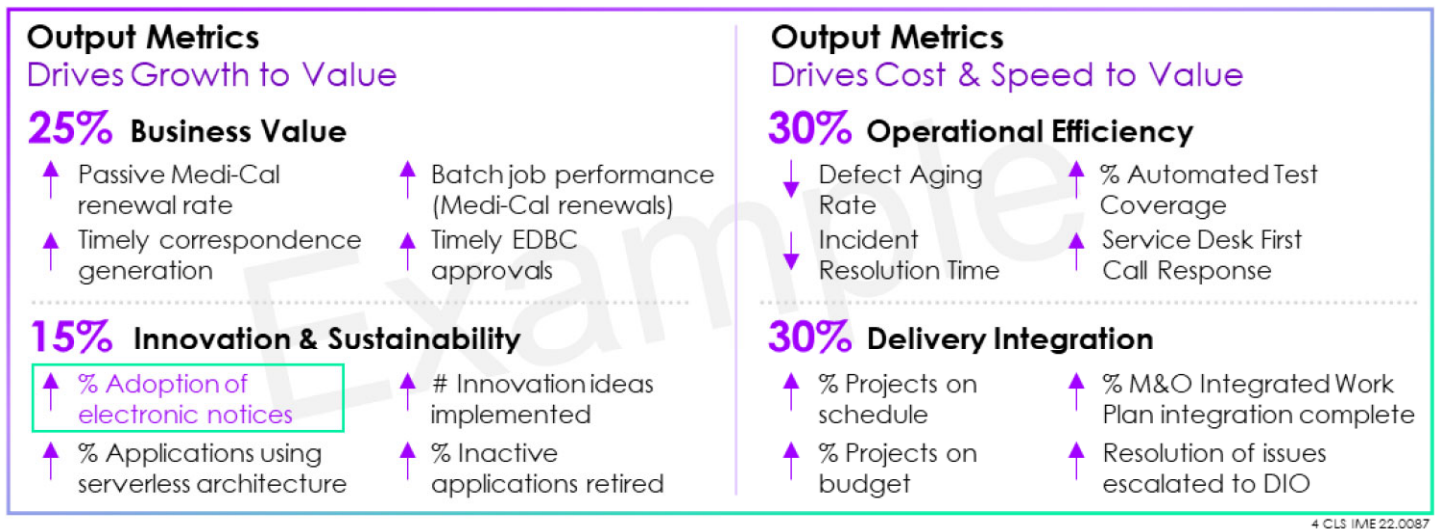 Output Metrics
Drives Growth to Value
25% Business Value
Passive Medi-Cal
renewal rate
Batch job performance
(Medi-Cal renewals)
Timely correspondence
generation
Timely EDBC
approvals
15% Innovation & Sustainability
% Adoption of
electronic notices
# Innovation ideas
implemented
% Applications using
serverless architecture
% Inactive
applications retired
Output Metrics
Drives Cost & Speed to Value
30% Operational Efficiency
Defect Aging
Rate
% Automated Test
Coverage
Incident
Resolution Time
Service Desk First
Call Response
30% Delivery Integration
% Projects on
schedule
% M&O Integrated Work
Plan integration complete
% Projects on
budget
Resolution of issues
escalated to DIO
Example
4 CLS IME 22.0087